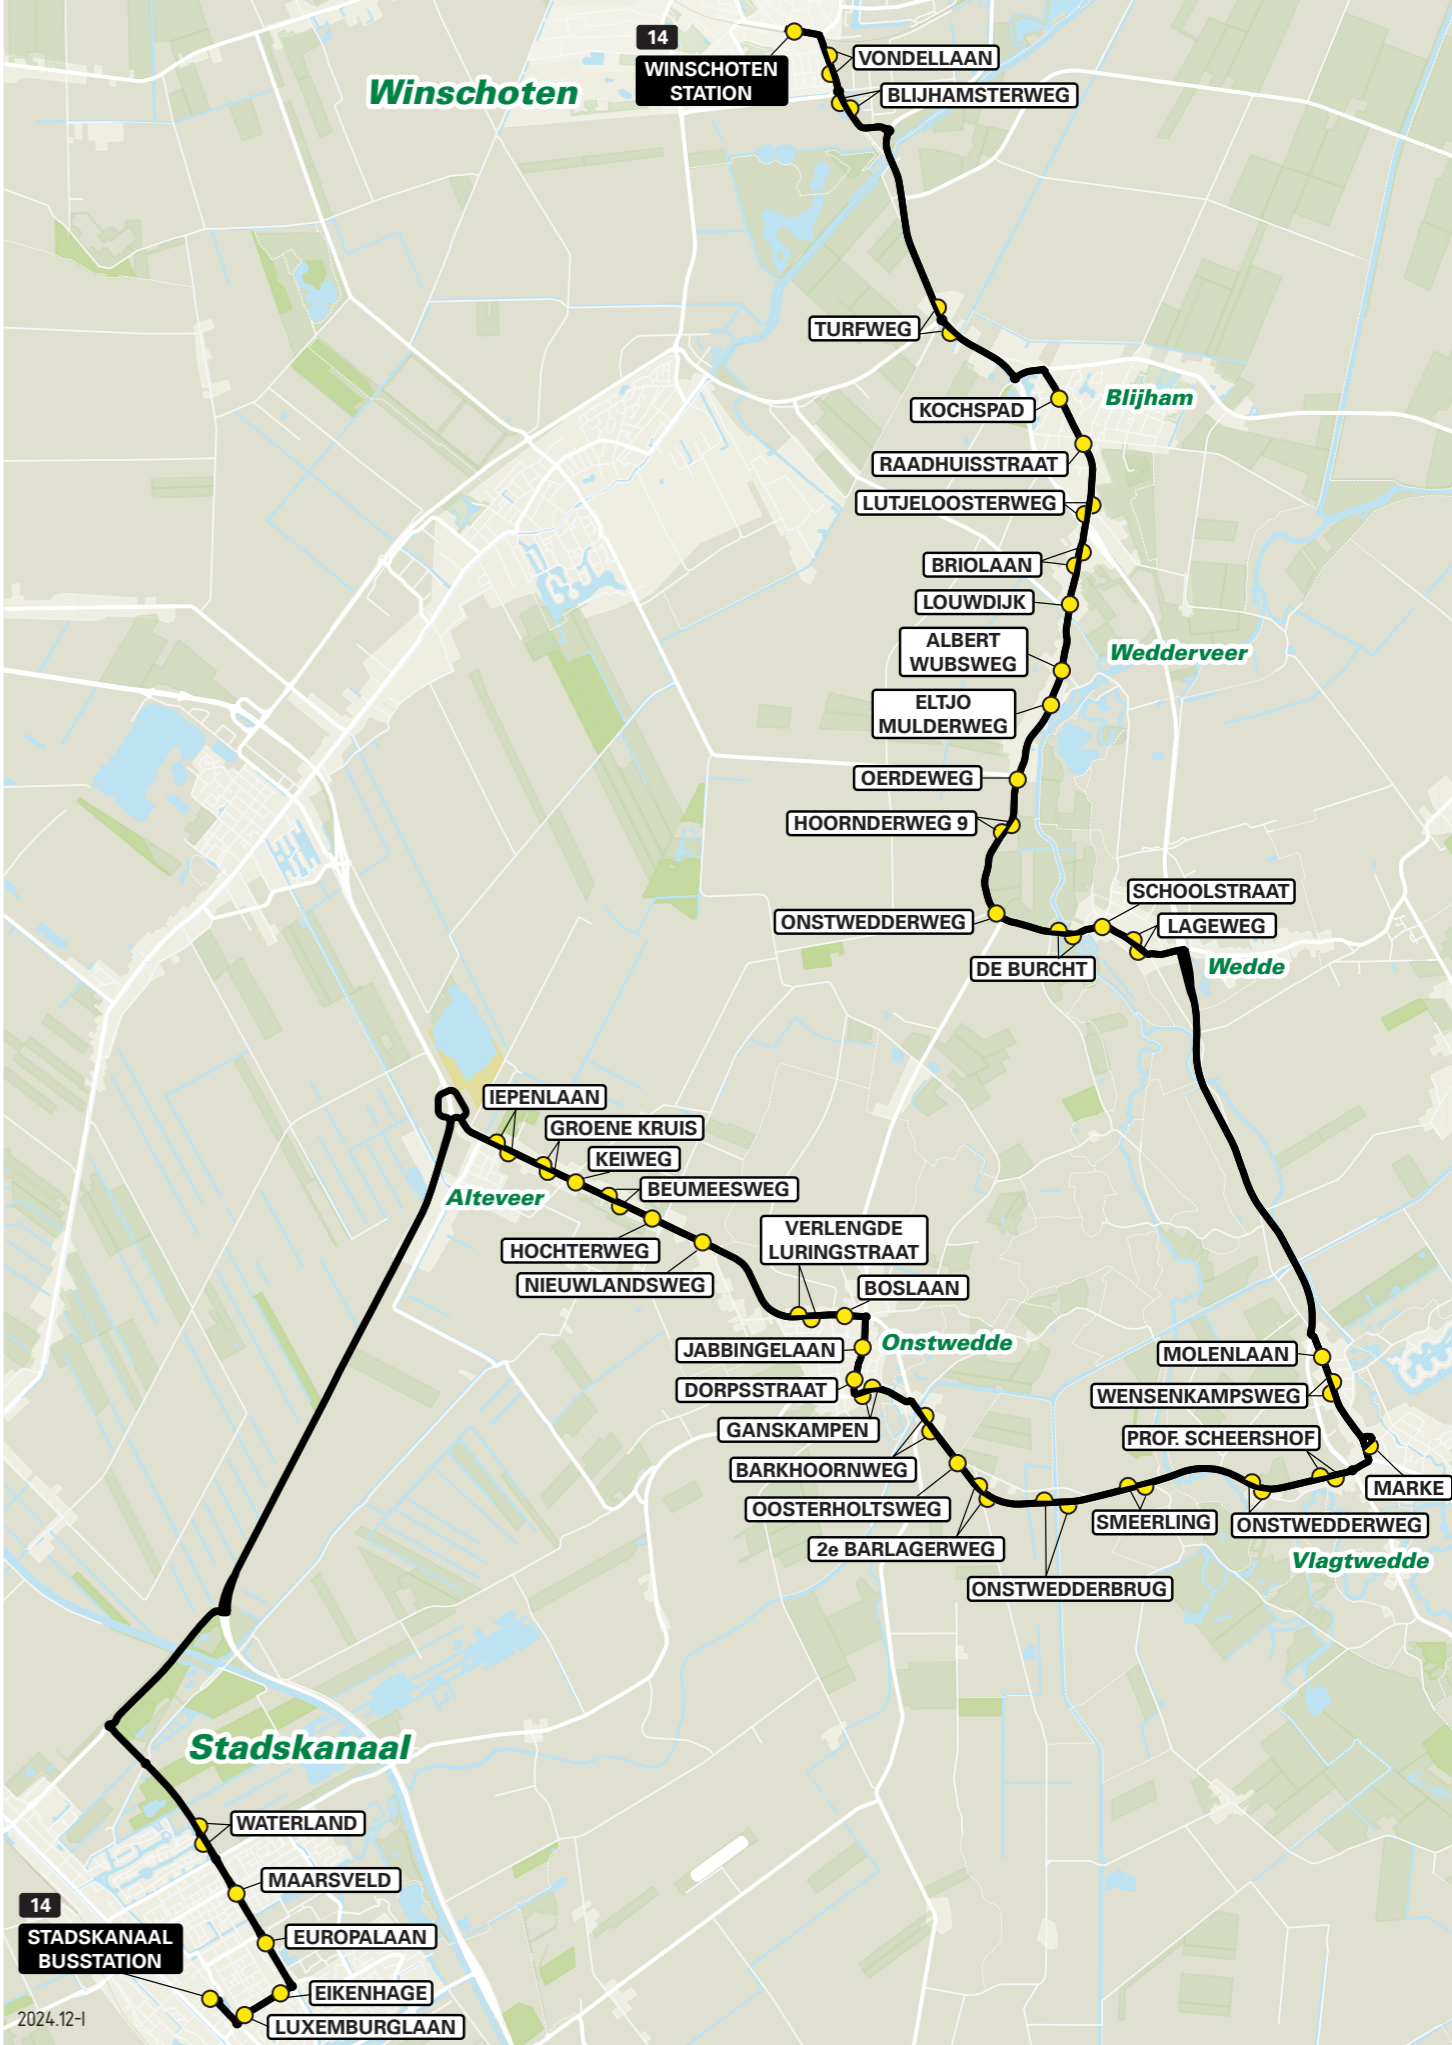 14
WINSCHOTEN
STATION
VONDELLAAN
Winschoten
BLIJHAMSTERWEG
TURFWEG
Blijham
KOCHSPAD
RAADHUISSTRAAT
LUTJELOOSTERWEG
BRIOLAAN
LOUWDIJK
ALBERT
WUBSWEG
Wedderveer
ELTJO
MULDERWEG
OERDEWEG
HOORNDERWEG 9
SCHOOLSTRAAT
ONSTWEDDERWEG
LAGEWEG
DE BURCHT
Wedde
IEPENLAAN
GROENE KRUIS
KEIWEG
Alteveer
BEUMEESWEG
VERLENGDE
LURINGSTRAAT
HOCHTERWEG
NIEUWLANDSWEG
BOSLAAN
Onstwedde
JABBINGELAAN
MOLENLAAN
DORPSSTRAAT
WENSENKAMPSWEG
GANSKAMPEN
PROF. SCHEERSHOF
BARKHOORNWEG
MARKE
OOSTERHOLTSWEG
SMEERLING
ONSTWEDDERWEG
2e BARLAGERWEG
Vlagtwedde
ONSTWEDDERBRUG
Stadskanaal
WATERLAND
MAARSVELD
14
STADSKANAAL
BUSSTATION
EUROPALAAN
EIKENHAGE
LUXEMBURGLAAN
2024.12-I